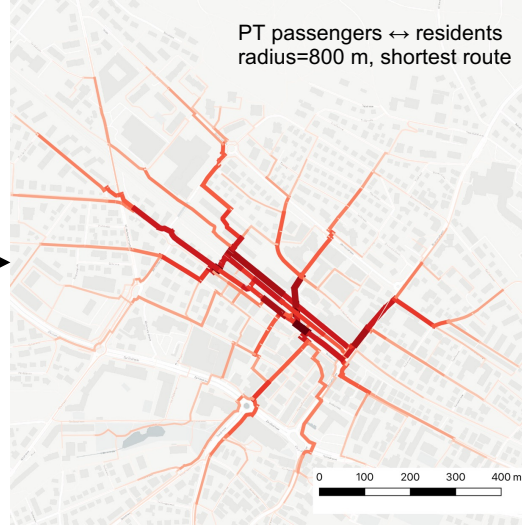 PT passengers ↔ residents
radius=800 m, shortest route
0 100 200 300 400 m